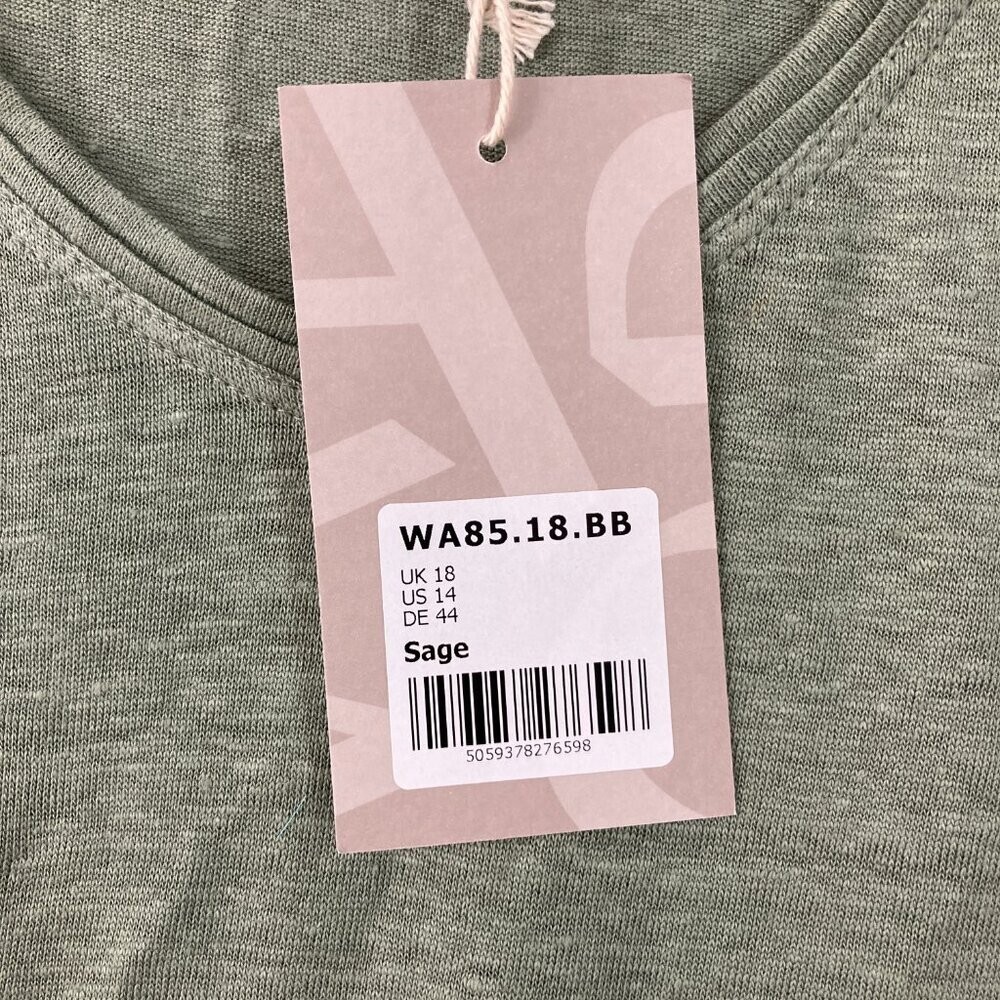 WA85.18.BB
UK 18
US 14
DE 44
Sage
5059378276598